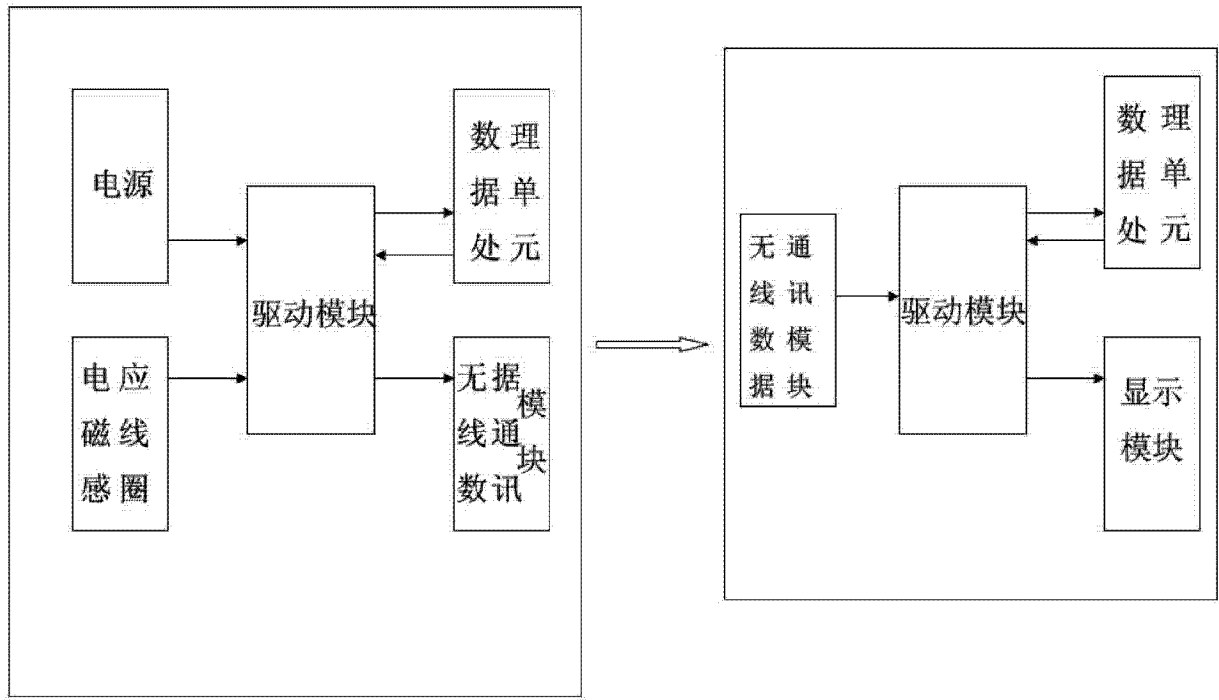 电源
数据处
理单元
驱动模块
电磁感
应线圈
无线数
据通讯
模块
无线数据
通讯模块
驱动模块
数据处
理单元
显示
模块